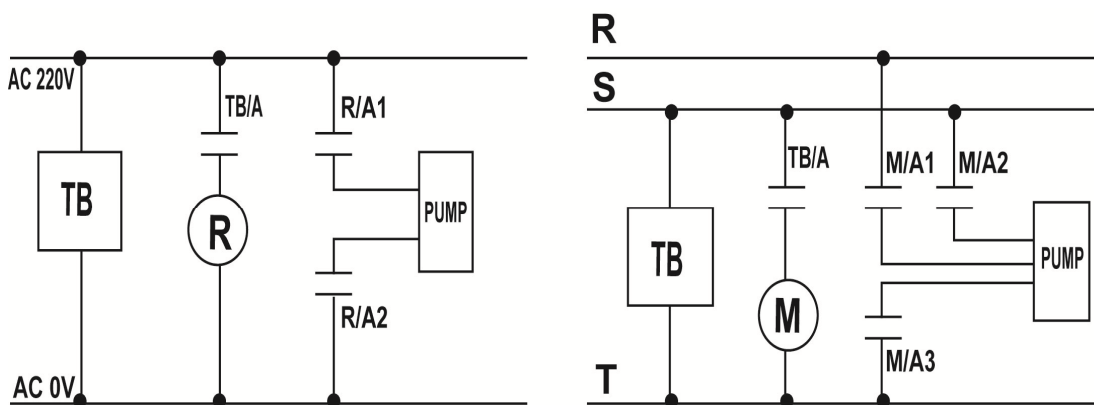 AC 220V
TB/A
R/A1
TB
R
PUMP
R/A2
AC 0V
R
S
TB/A
M/A1
M/A2
TB
M
PUMP
M/A3
T